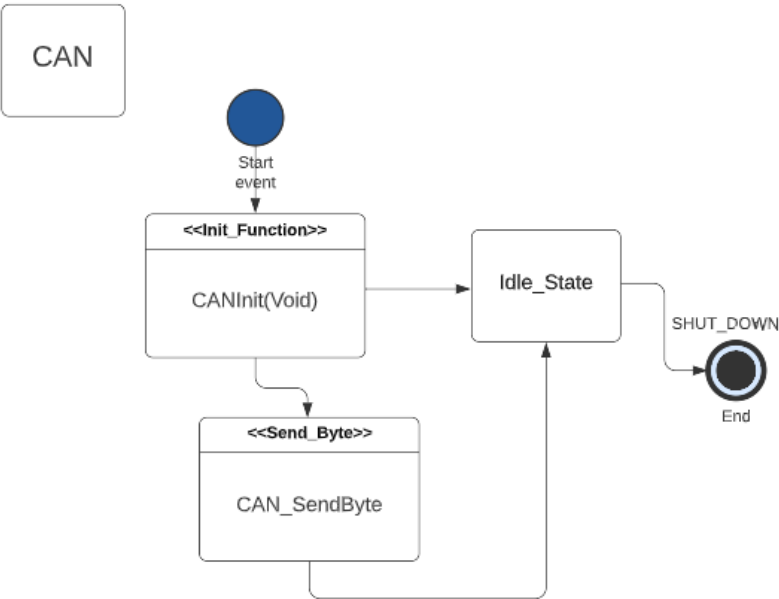 CAN
Start
event
<<Init_Function>>
CANInit(Void)
Idle_State
SHUT_DOWN
End
<<Send_Byte>>
CAN_SendByte